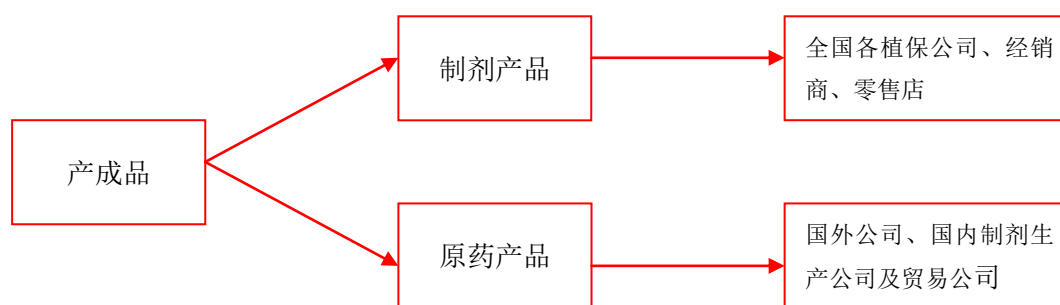 制剂产品
全国各植保公司、经销
商、零售店
产成品
原药产品
国外公司、国内制剂生
产公司及贸易公司